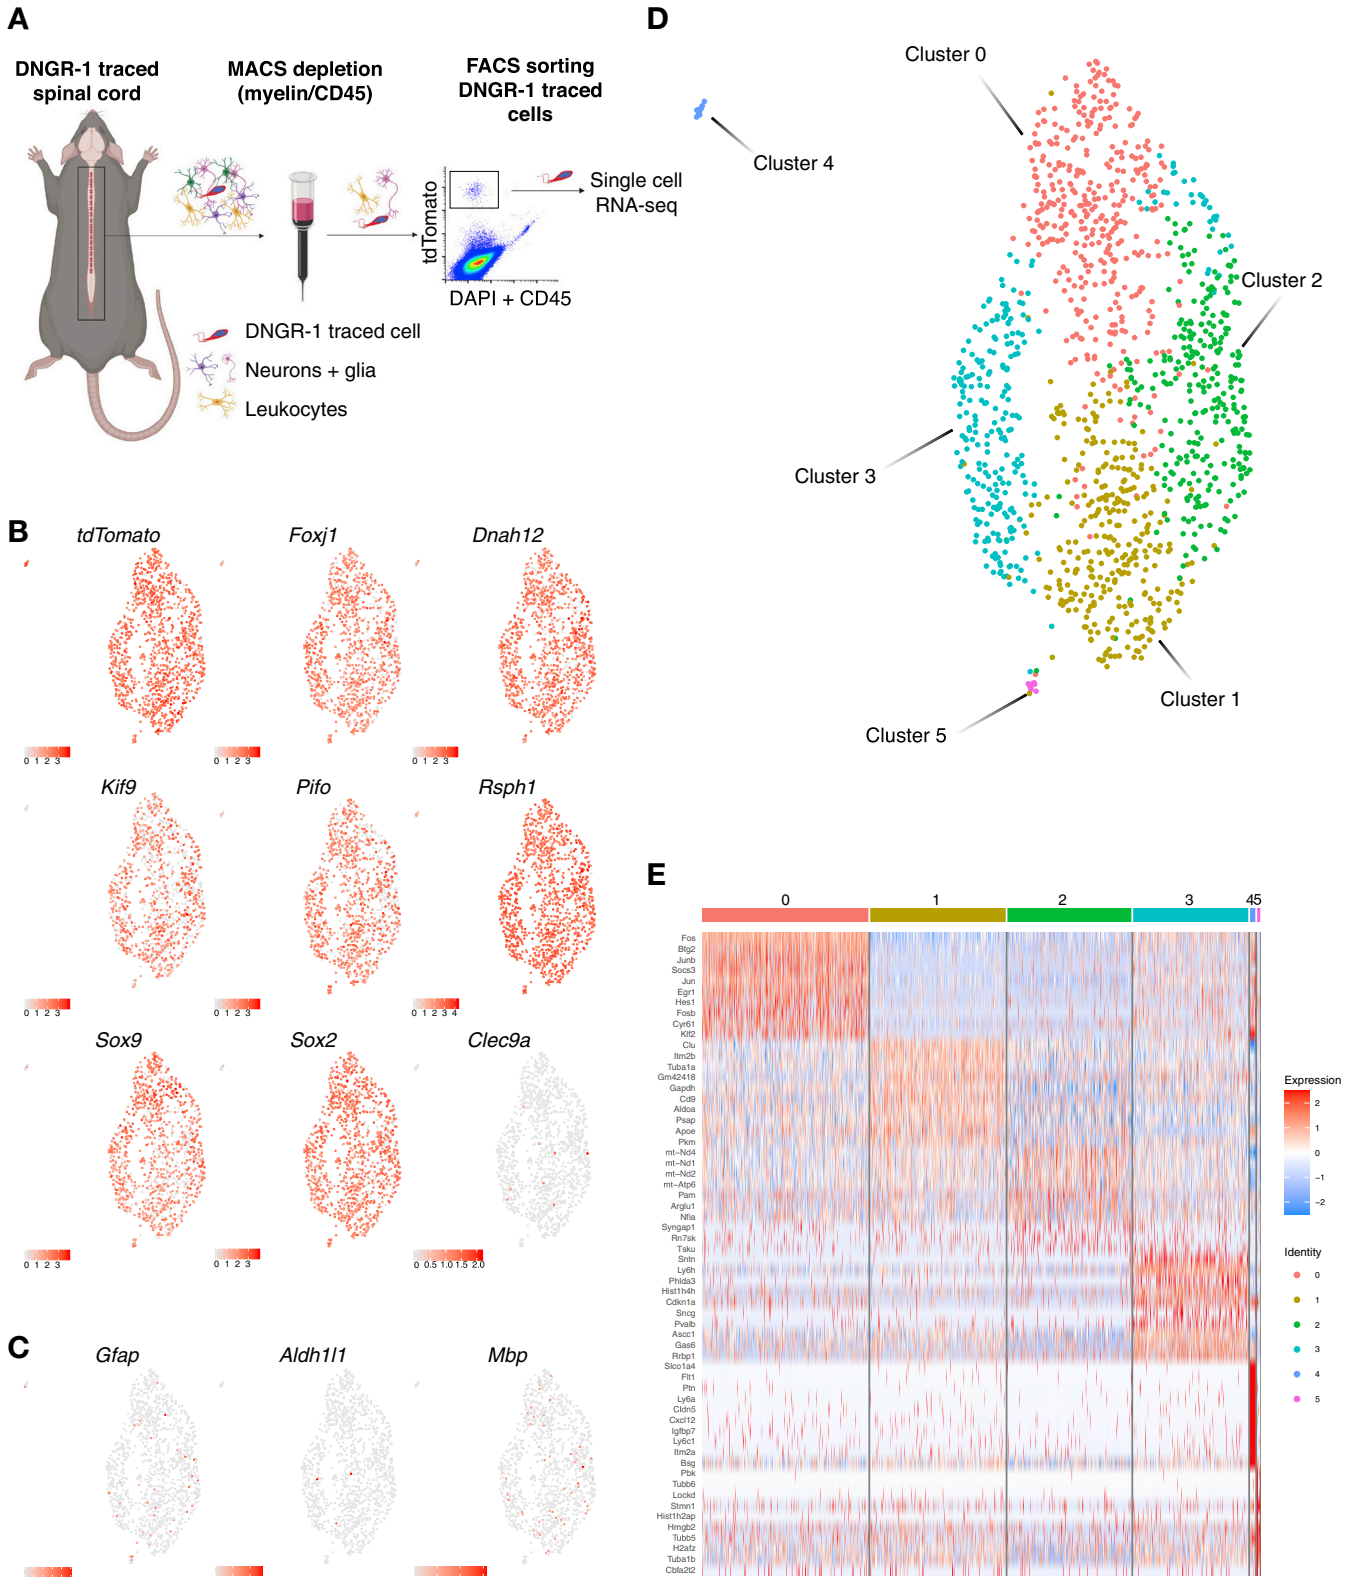 A
DNGR-1 traced
spinal cord
MACS depletion
(myelin/CD45)
FACS sorting
DNGR-1 traced
cells
tdTomato
DAPI + CD45
Single cell
RNA-seq
DNGR-1 traced cell
Neurons + glia
Leukocytes
B
tdTomato
Foxj1
Dnah12
0 1 2 3
0 1 2 3
0 1 2 3
Kif9
Pifo
Rsph1
0 1 2 3
0 1 2 3
0 1 2 3 4
Sox9
Sox2
Clec9a
0 1 2 3
0 1 2 3
0 0.5 1.0 1.5 2.0
C
Gfap
Aldh1l1
Mbp
D
Cluster 0
Cluster 4
Cluster 2
Cluster 3
Cluster 1
Cluster 5
E
0 1 2 3 4 5
Fos
Btg2
Junb
Socs3
Jun
Egr1
Hes1
Fosb
Cyr61
Klf2
Clu
Itm2b
Tuba1a
Gm42418
Gapdh
Cd9
Aldoa
Psap
Apoe
Pkm
mt-Nd4
mt-Nd1
mt-Nd2
mt-Atp6
Pam
Arglu1
Nfia
Syngap1
Rn7sk
Tsku
Sntn
Ly6h
Phlda3
Hist1h4h
Cdkn1a
Sncg
Pvalb
Ascc1
Gas6
Rrbp1
Slco1a4
Flt1
Ptn
Ly6a
Cldn5
Cxcl12
Igfbp7
Ly6c1
Itm2a
Bsg
Pbk
Tubb6
Lockd
Stmn1
Hist1h2ap
Hmgb2
Tubb5
H2afz
Tuba1b
Cbfa2t2
Expression
2
1
0
−1
−2
Identity
0
1
2
3
4
5